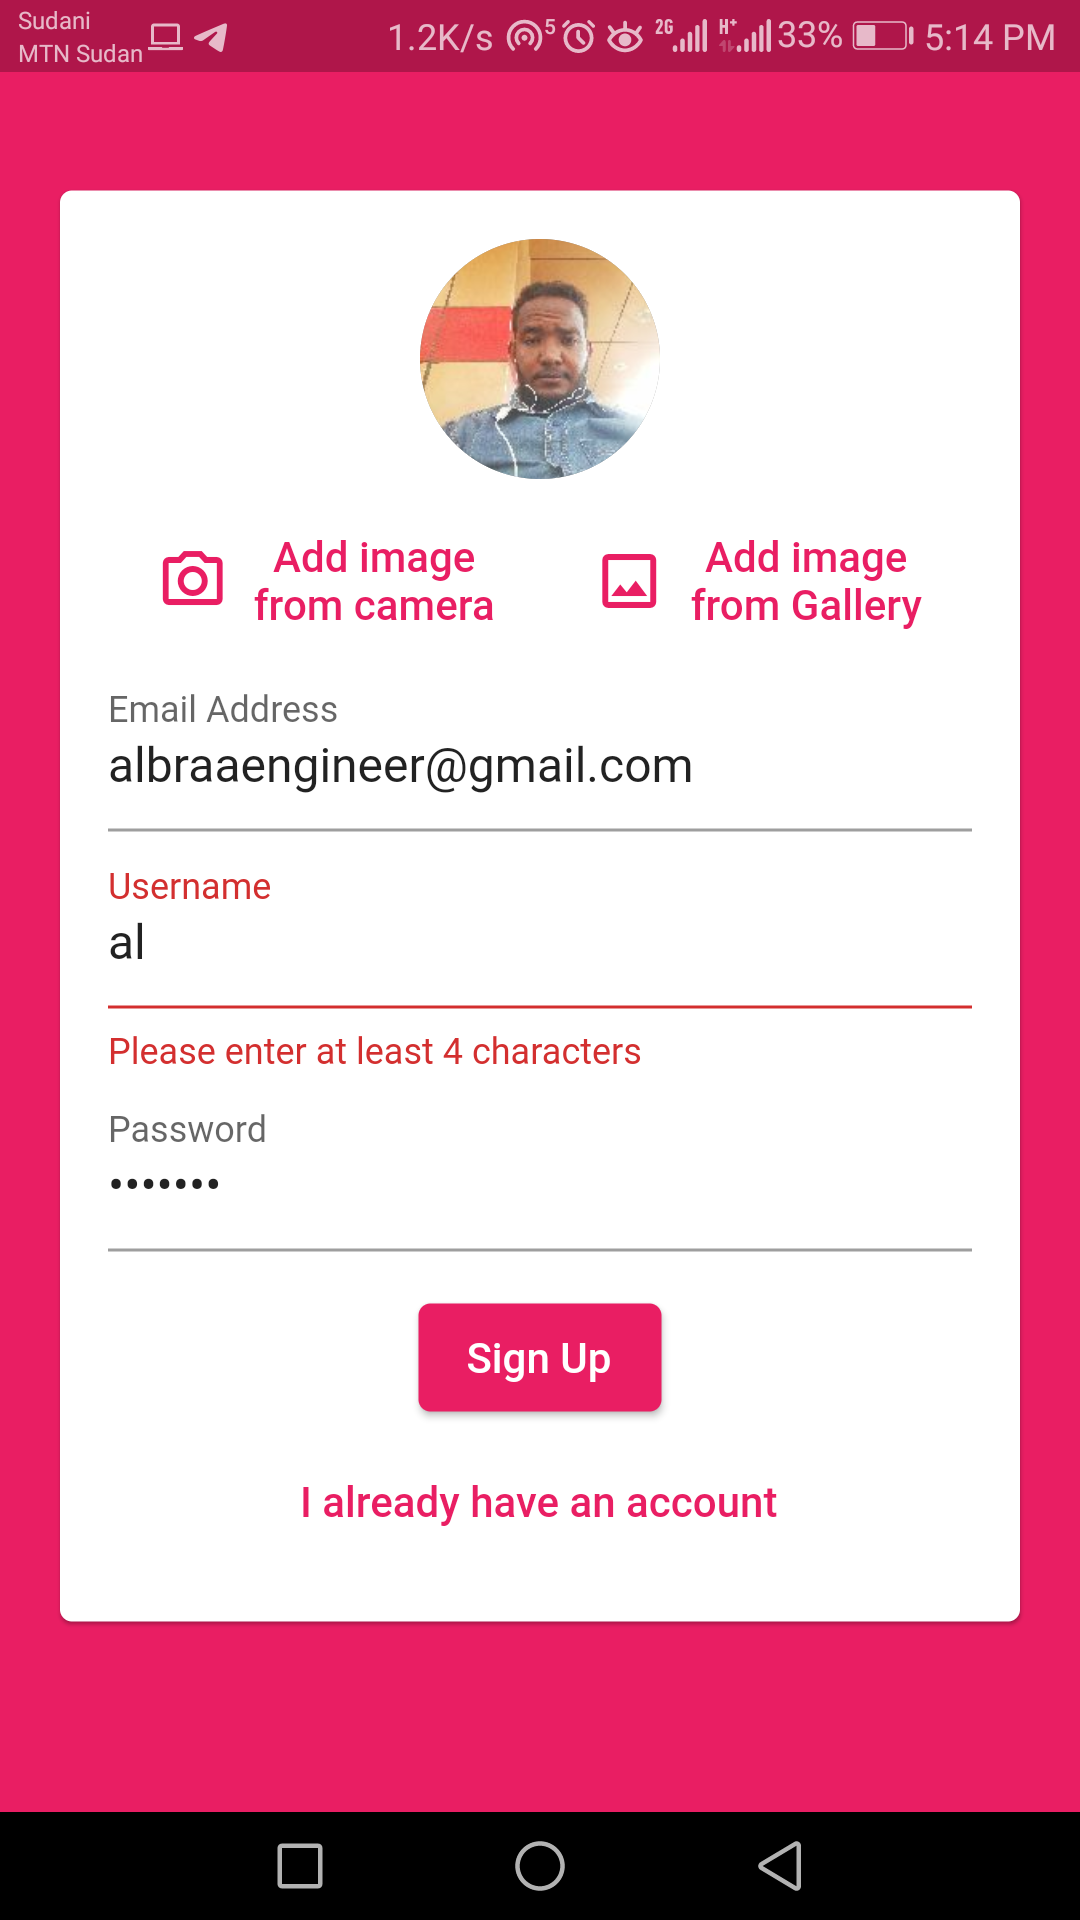 Sudani
MTN Sudan
1.2K/s 5 2G H+ 33% 5:14 PM
Add image
from camera
Add image
from Gallery
Email Address
albraaengineer@gmail.com
Username
al
Please enter at least 4 characters
Password
•••••••
Sign Up
I already have an account